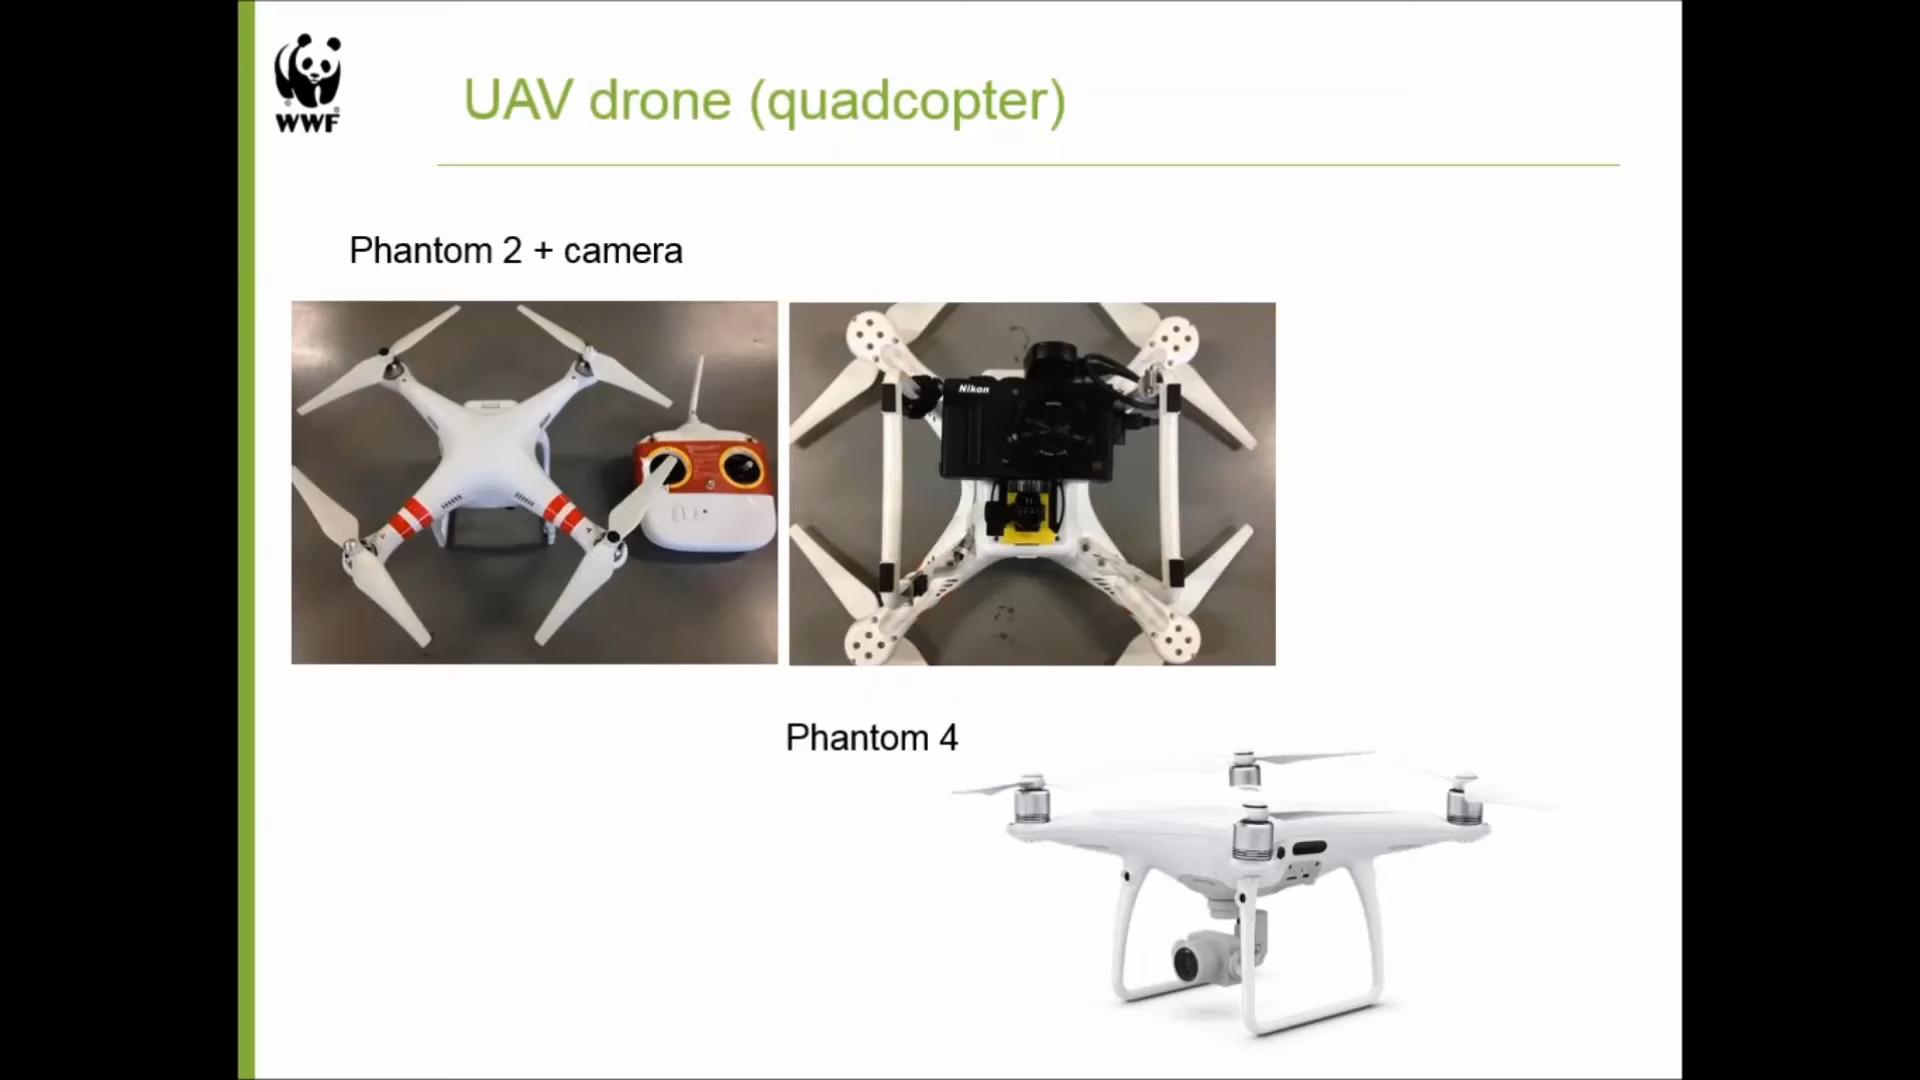 WWF
UAV drone (quadcopter)
Phantom 2 + camera
Nikon
Phantom 4